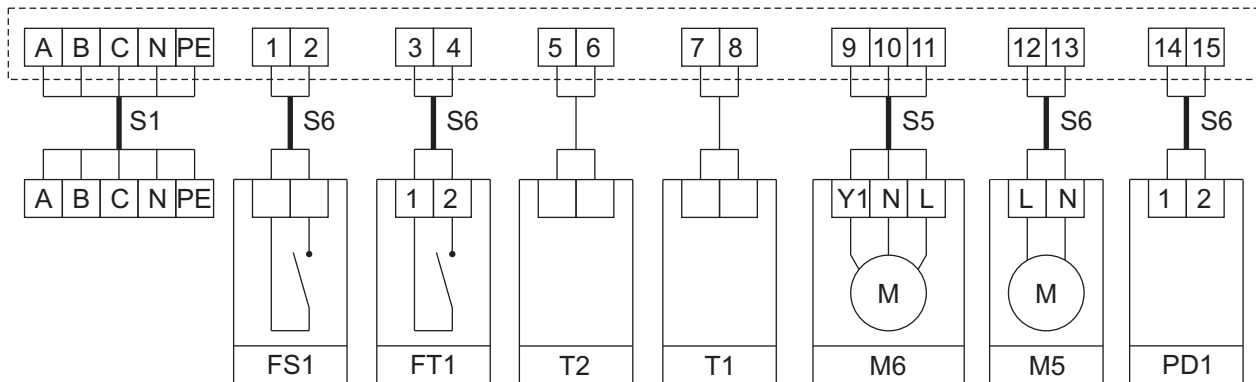 A B C N PE 1 2 3 4 5 6 7 8 9 10 11 12 13 14 15
S1 S6 S6 S5 S6 S6
A B C N PE 1 2 Y1 N L L N 1 2
M M
FS1 FT1 T2 T1 M6 M5 PD1